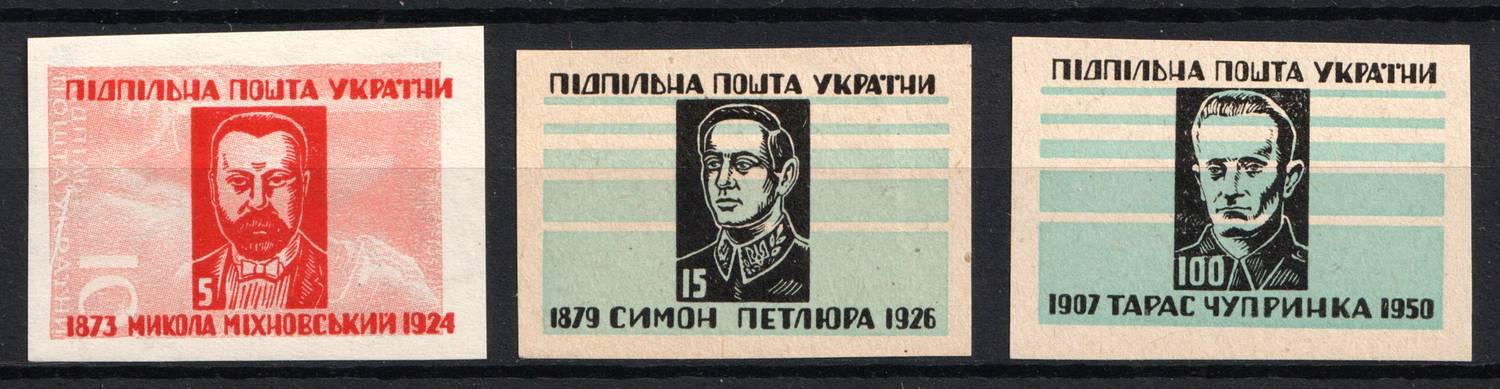 ПІДПІЛЬНА ПОШТА УКРАЇНИ
10
5
1873 МИКОЛА МІХНОВСЬКИЙ 1924
ПІДПІЛЬНА ПОШТА УКРАЇНИ
15
1879 СИМОН ПЕТЛЮРА 1926
ПІДПІЛЬНА ПОШТА УКРАЇНИ
100
1907 ТАРАС ЧУПРИНКА 1950